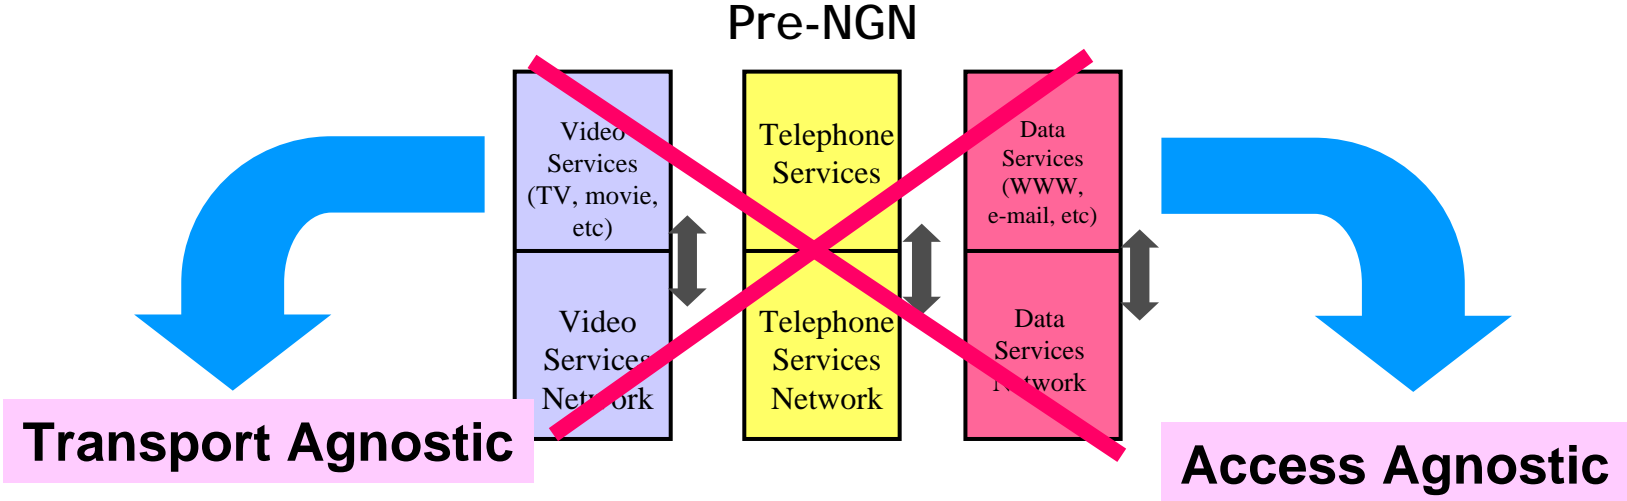 Pre-NGN
Video
Services
(TV, movie,
etc)
Telephone
Services
Data
Services
(WWW,
e-mail, etc)
Video
Services
Network
Telephone
Services
Network
Data
Services
Network
Transport Agnostic
Access Agnostic